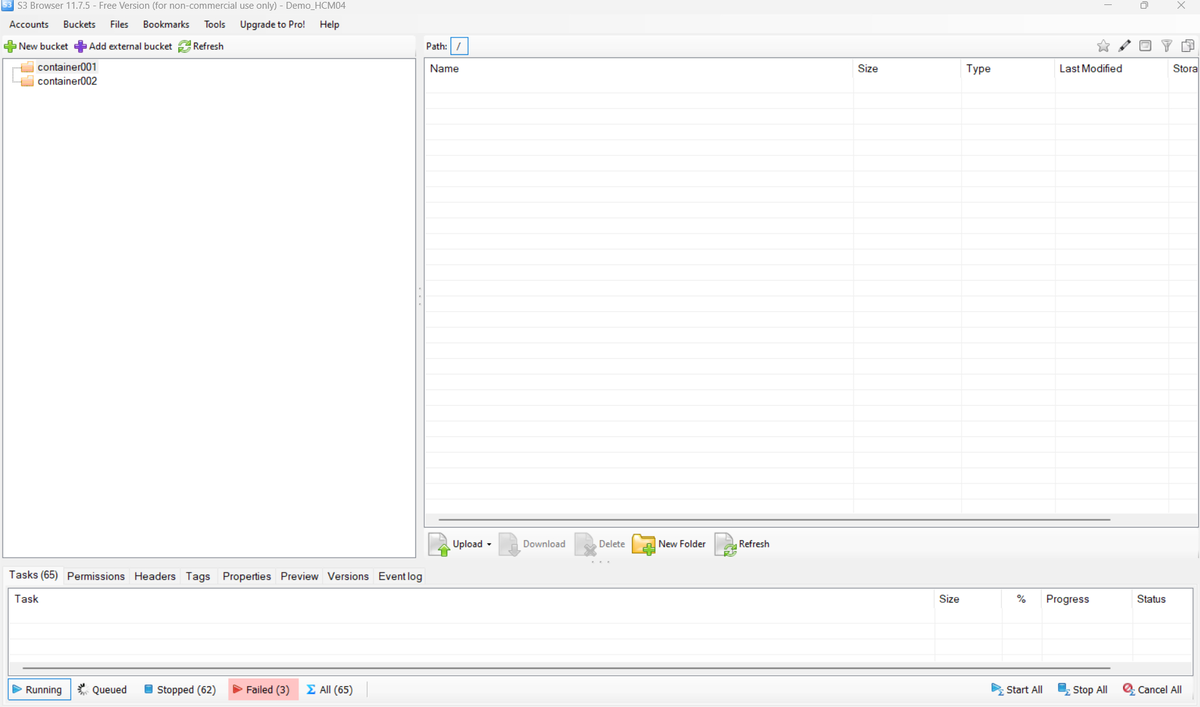 S3 Browser 11.7.5 - Free Version (for non-commercial use only) - Demo_HCM04
Accounts Buckets Files Bookmarks Tools Upgrade to Pro! Help
New bucket Add external bucket Refresh
Path: /
container001
container002
Name Size Type Last Modified Stora
Upload Download Delete New Folder Refresh
Tasks (65) Permissions Headers Tags Properties Preview Versions Event log
Task Size % Progress Status
Running Queued Stopped (62) Failed (3) All (65) Start All Stop All Cancel All